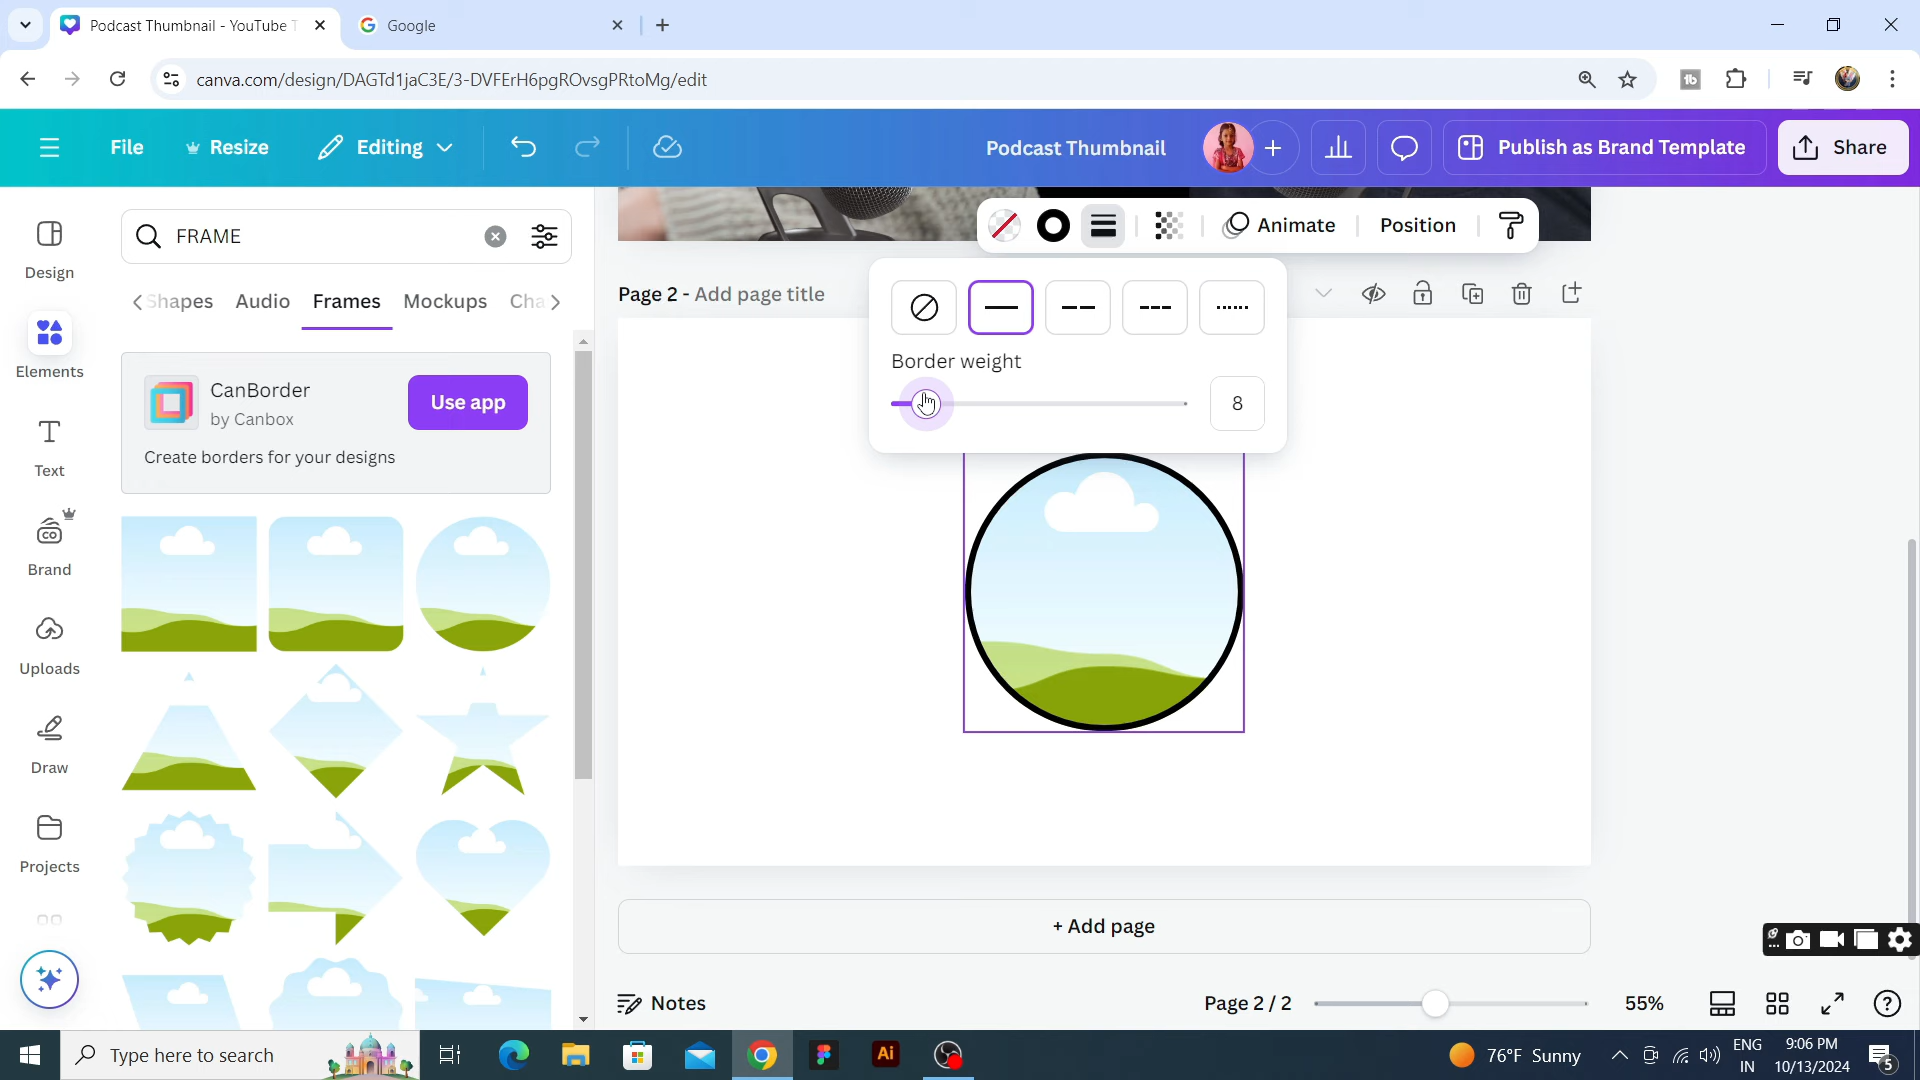 Podcast Thumbnail - YouTube T
Google
canva.com/design/DAGTd1jaC3E/3-DVFErH6pgROvsgPRtoMg/edit
File
Resize
Editing
Podcast Thumbnail
Publish as Brand Template
Share
Design
Elements
Text
Brand
Uploads
Draw
Projects
FRAME
Shapes
Audio
Frames
Mockups
Cha
CanBorder
by Canbox
Use app
Create borders for your designs
Animate
Position
Page 2 - Add page title
Border weight
8
+ Add page
Notes
Page 2 / 2
55%
Type here to search
Ai
76°F Sunny
ENG
IN
9:06 PM
10/13/2024
5